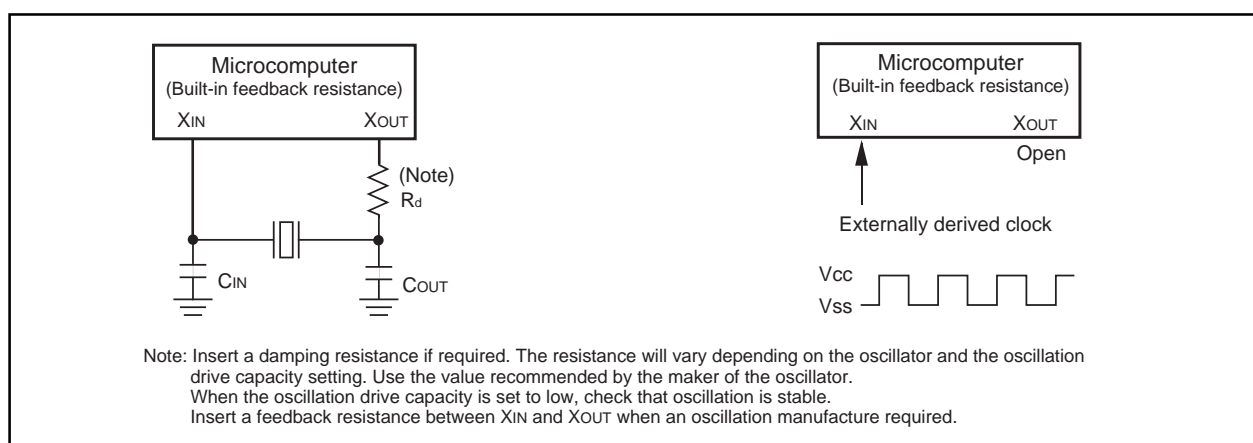 Microcomputer
(Built-in feedback resistance)
XIN XOUT
(Note)
Rd
CIN
COUT
Microcomputer
(Built-in feedback resistance)
XIN XOUT
Open
Externally derived clock
Vcc
Vss
Note: Insert a damping resistance if required. The resistance will vary depending on the oscillator and the oscillation
drive capacity setting. Use the value recommended by the maker of the oscillator.
When the oscillation drive capacity is set to low, check that oscillation is stable.
Insert a feedback resistance between XIN and XOUT when an oscillation manufacture required.